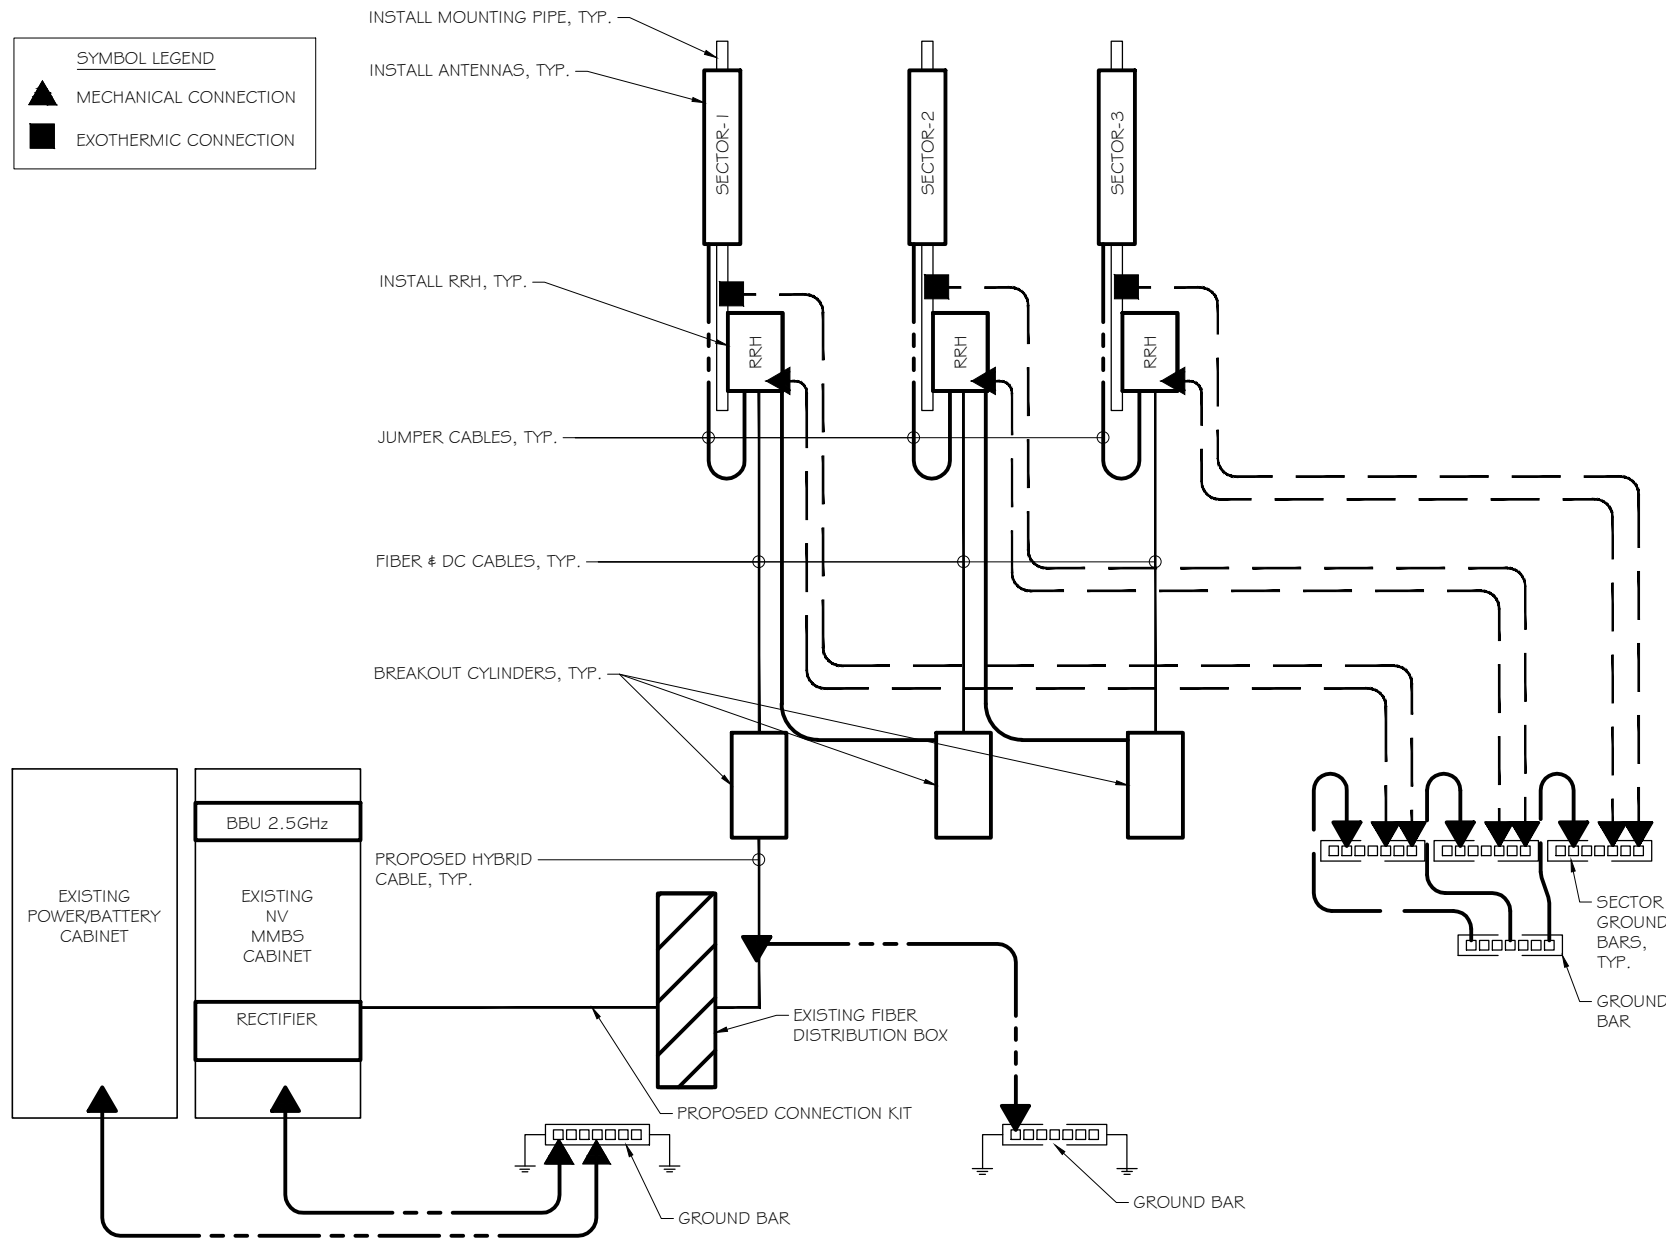 INSTALL MOUNTING PIPE, TYP.
SYMBOL LEGEND
MECHANICAL CONNECTION
EXOTHERMIC CONNECTION
INSTALL ANTENNAS, TYP.
SECTOR-1
SECTOR-2
SECTOR-3
INSTALL RRH, TYP.
RRH
RRH
RRH
JUMPER CABLES, TYP.
FIBER & DC CABLES, TYP.
BREAKOUT CYLINDERS, TYP.
BBU 2.5GHz
PROPOSED HYBRID
CABLE, TYP.
EXISTING
POWER/BATTERY
CABINET
EXISTING
NV
MMBS
CABINET
RECTIFIER
SECTOR
GROUND
BARS,
TYP.
GROUND
BAR
EXISTING FIBER
DISTRIBUTION BOX
PROPOSED CONNECTION KIT
GROUND BAR
GROUND BAR